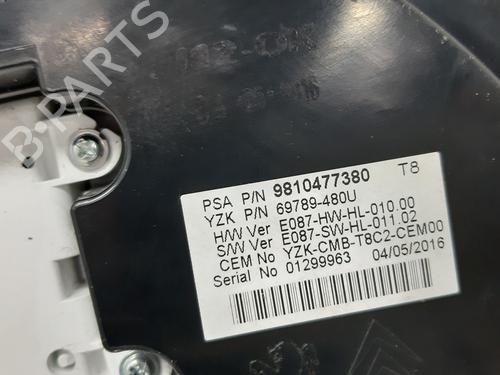 B-PARTS
PSA P/N 9810477380 T8
YZK P/N 69789-480U
H/W Ver E087-HW-HL-010.00
S/W Ver E087-SW-HL-011.02
CEM No YZK-CMB-T8C2-CEM00
Serial No 01299963 04/05/2016